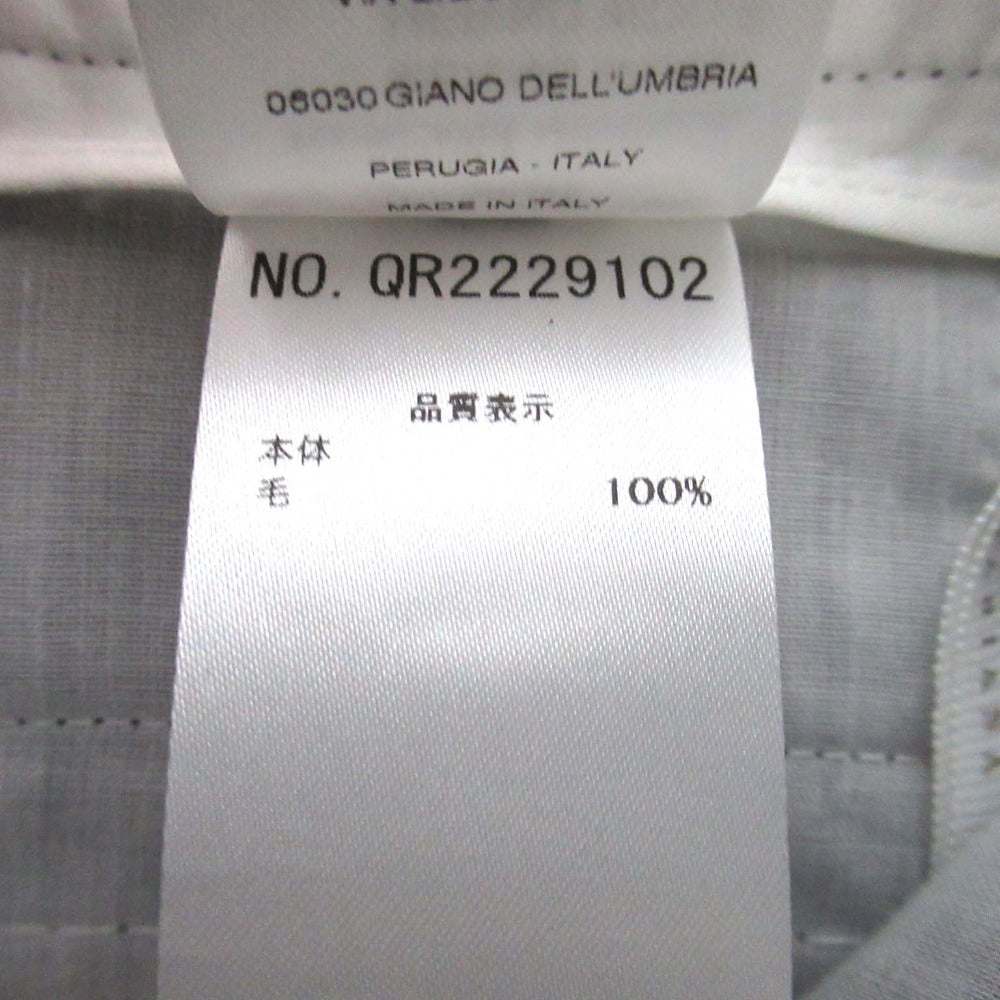 06030 GIANO DELL'UMBRIA
PERUGIA - ITALY
MADE IN ITALY
NO. QR2229102
品質表示
本体
毛 100%